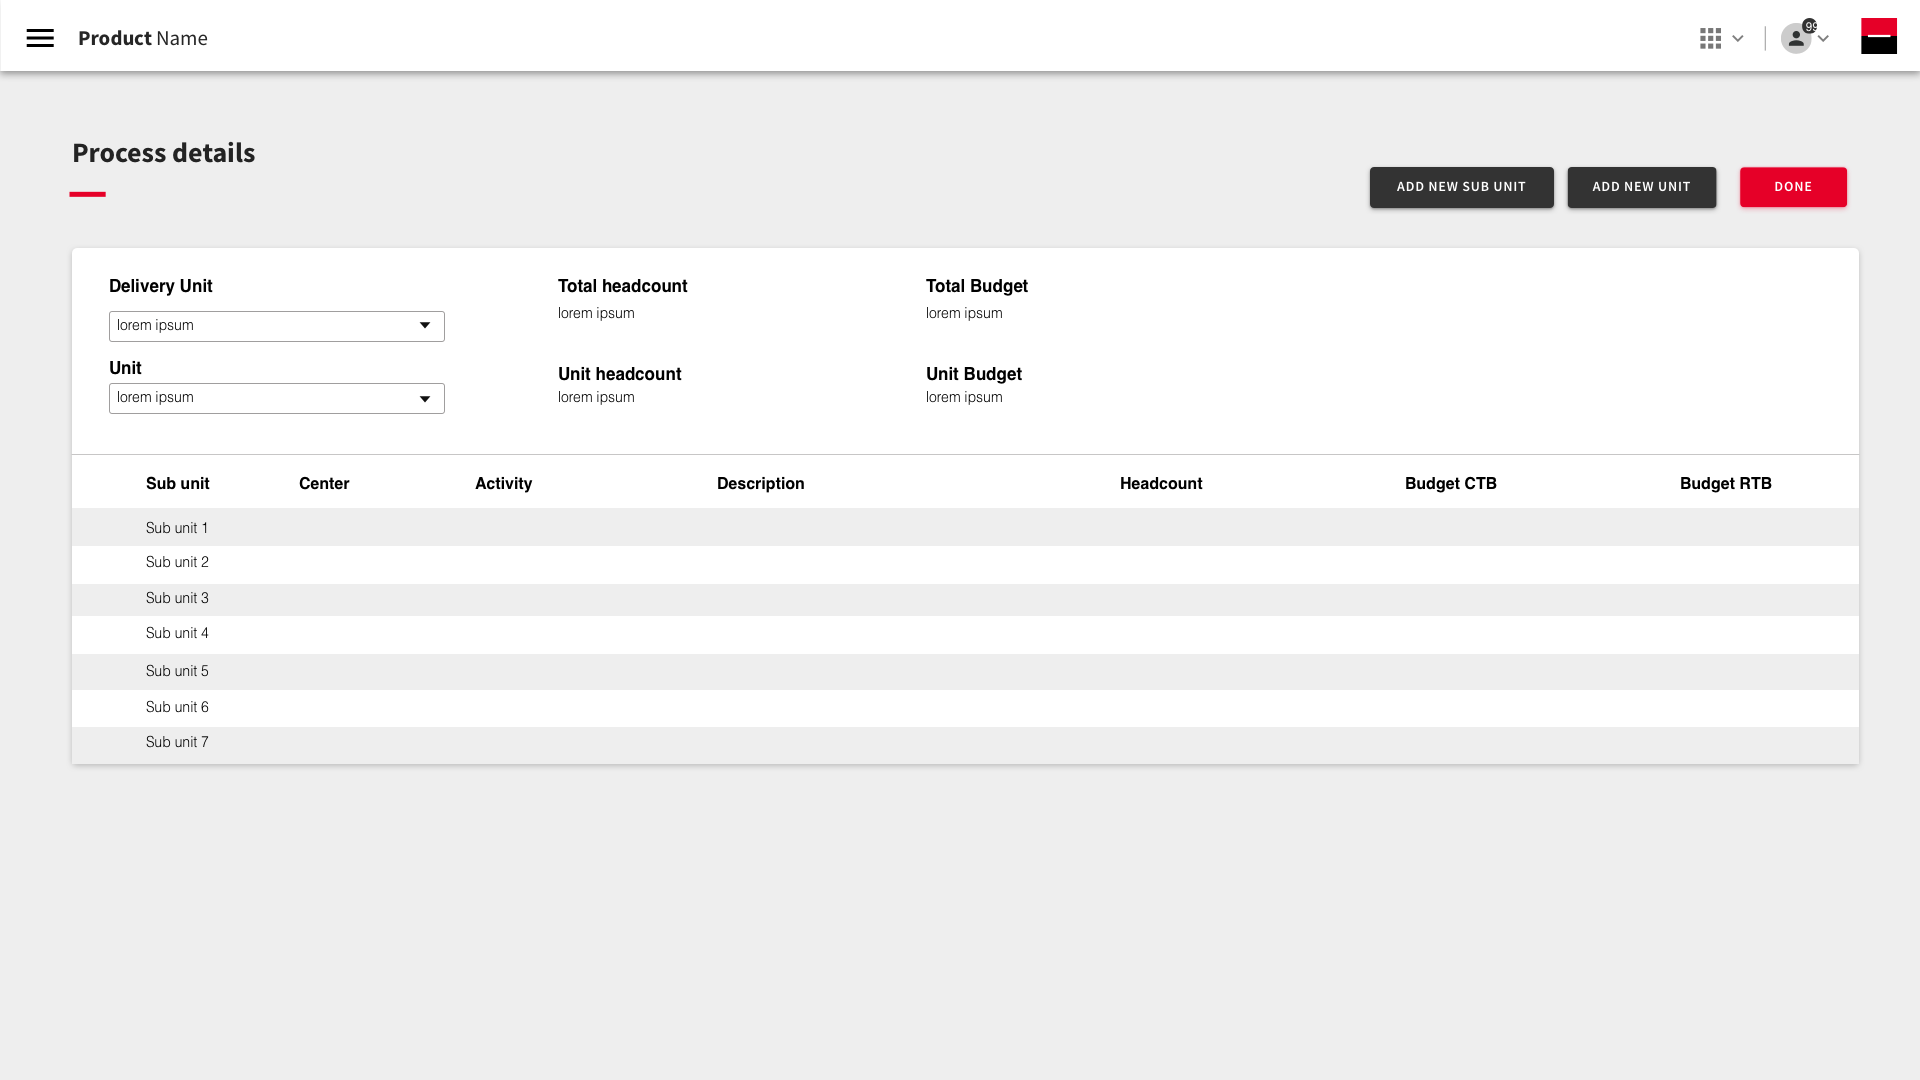 Product Name
99
Process details
ADD NEW SUB UNIT
ADD NEW UNIT
DONE
Delivery Unit
Total headcount
Total Budget
lorem ipsum
lorem ipsum
lorem ipsum
Unit
Unit headcount
Unit Budget
lorem ipsum
lorem ipsum
lorem ipsum
Sub unit Center Activity Description Headcount Budget CTB Budget RTB
Sub unit 1
Sub unit 2
Sub unit 3
Sub unit 4
Sub unit 5
Sub unit 6
Sub unit 7